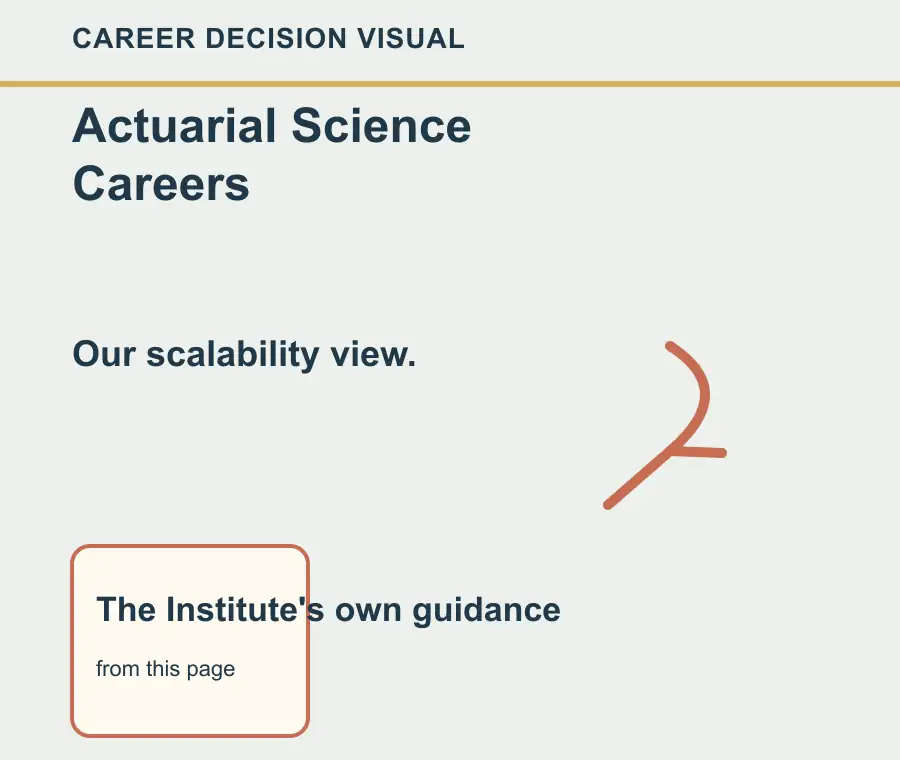 CAREER DECISION VISUAL
Actuarial Science
Careers
Our scalability view.
The Institute's own guidance
from this page